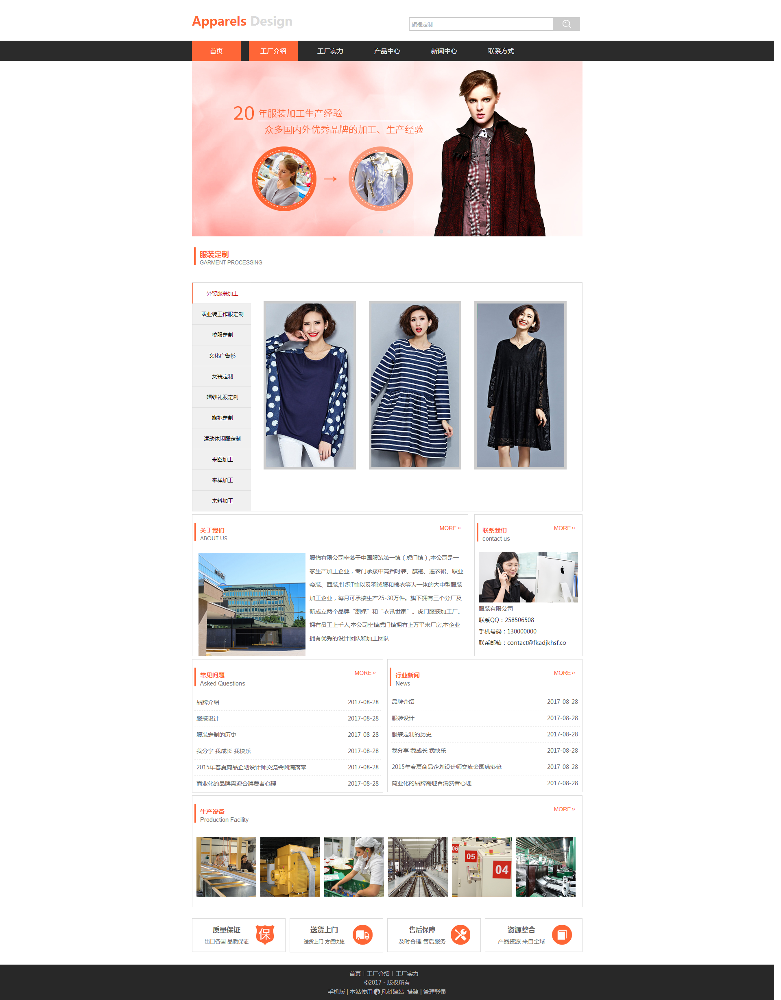 Apparels Design
旗袍定制
首页 工厂介绍 工厂实力 产品中心 新闻中心 联系方式
20 年服装加工生产经验
众多国内外优秀品牌的加工、生产经验
服装定制
GARMENT PROCESSING
外贸服装加工
职业装工作服定制
校服定制
文化广告衫
女装定制
婚纱礼服定制
旗袍定制
运动休闲服定制
来图加工
来样加工
来料加工
关于我们
MORE»
ABOUT US
服饰有限公司坐落于中国服装第一镇（虎门镇）,本公司是一
家生产加工企业，专门承接中高挡时装、旗袍、连衣裙、职业
套装、西装,针织T恤以及羽绒服和棉衣等为一体的大中型服装
加工企业，每月可承接生产25-30万件。旗下拥有三个分厂及
新成立两个品牌“潮蝶”和“衣讯世家”。虎门服装加工厂。
拥有员工上千人,本公司坐镇虎门镇拥有上万平米厂房,本企业
拥有优秀的设计团队和加工团队
联系我们
MORE»
contact us
服装有限公司
联系QQ：258506508
手机号码：130000000
联系邮箱：contact@fkadjkhsf.co
常见问题
MORE»
Asked Questions
品牌介绍 2017-08-28
服装设计 2017-08-28
服装定制的历史 2017-08-28
我分享 我成长 我快乐 2017-08-28
2015年春夏商品企划设计师交流会圆满落幕 2017-08-28
商业化的品牌需迎合消费者心理 2017-08-28
行业新闻
MORE»
News
品牌介绍 2017-08-28
服装设计 2017-08-28
服装定制的历史 2017-08-28
我分享 我成长 我快乐 2017-08-28
2015年春夏商品企划设计师交流会圆满落幕 2017-08-28
商业化的品牌需迎合消费者心理 2017-08-28
生产设备
MORE»
Production Facility
06
05
04
质量保证
出口各国 品质保证
保
送货上门
送货上门 方便快捷
售后保障
及时合理 售后服务
资源整合
产品资源 来自全球
首页 | 工厂介绍 | 工厂实力
©2017 - 版权所有
手机版 | 本站使用 凡科建站 搭建 | 管理登录